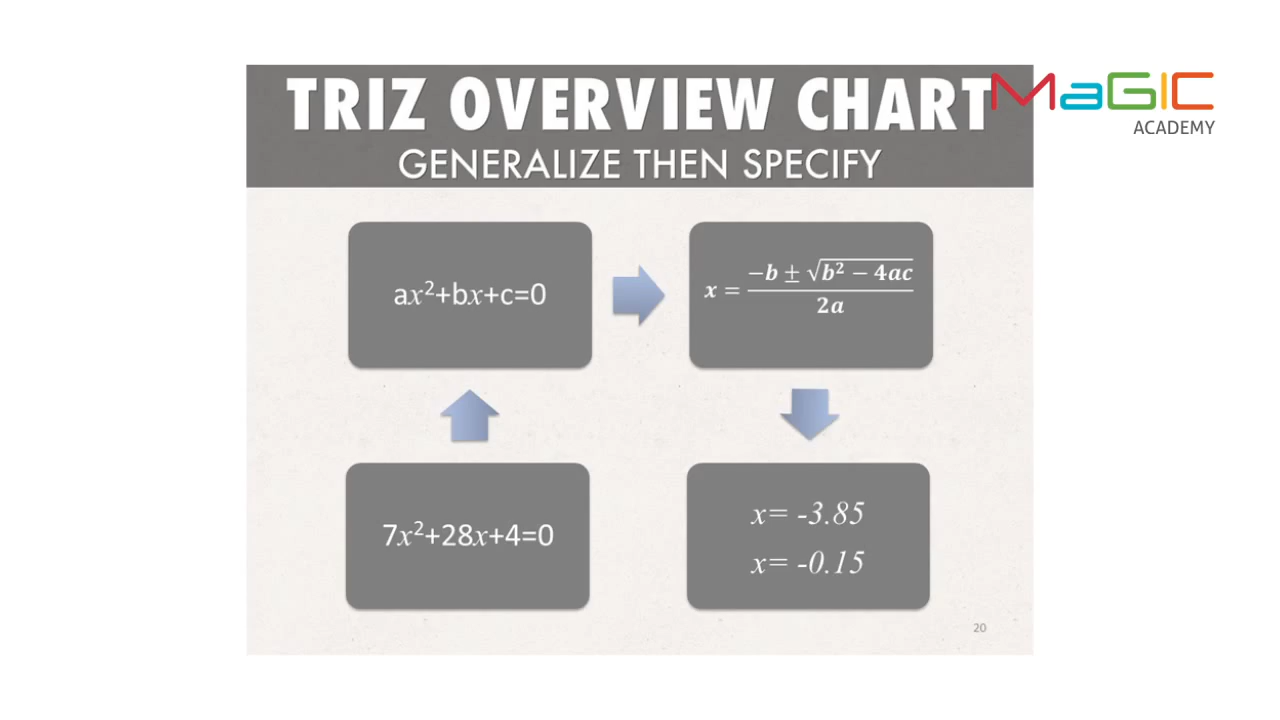 TRIZ OVERVIEW CHART
GENERALIZE THEN SPECIFY
MaGIC
ACADEMY
ax²+bx+c=0
x = (−b ± √(b² − 4ac)) / 2a
7x²+28x+4=0
x= -3.85
x= -0.15
20